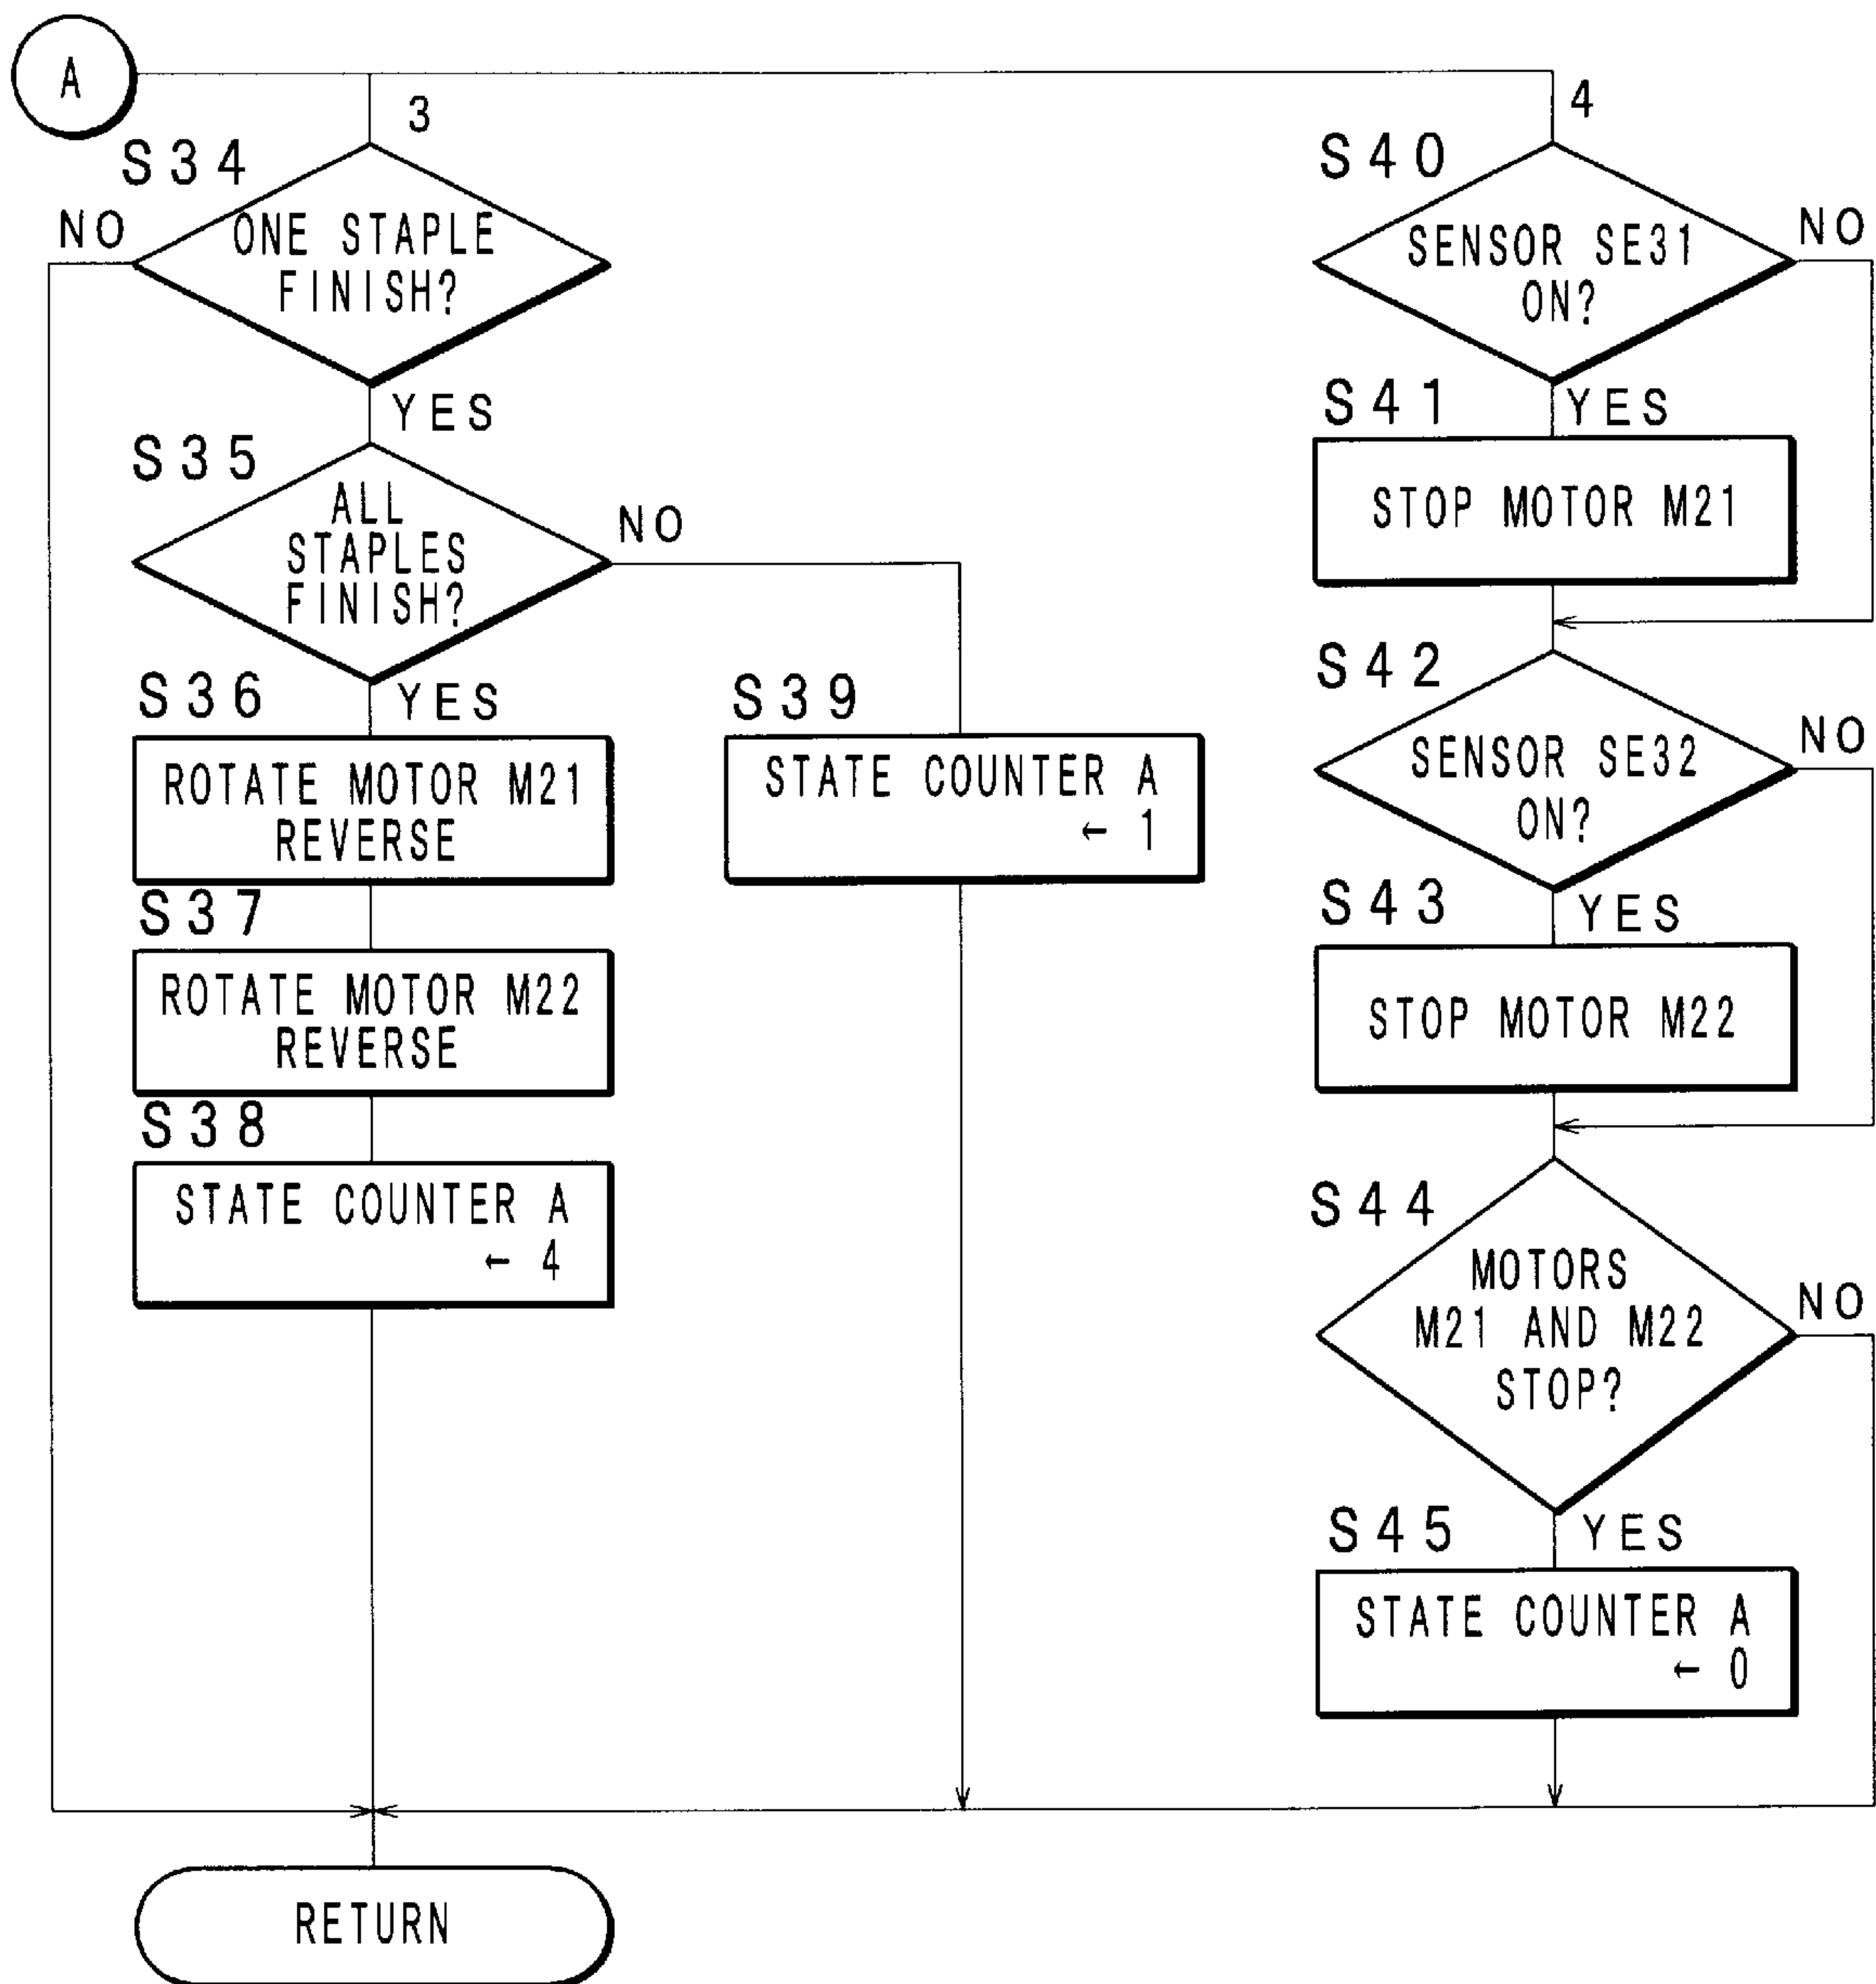 A
3
S34
NO
ONE STAPLE
FINISH?
YES
S35
ALL
STAPLES
FINISH?
NO
S36
YES
ROTATE MOTOR M21
REVERSE
S37
ROTATE MOTOR M22
REVERSE
S38
STATE COUNTER A
← 4
S39
STATE COUNTER A
← 1
4
S40
NO
SENSOR SE31
ON?
S41
YES
STOP MOTOR M21
S42
NO
SENSOR SE32
ON?
S43
YES
STOP MOTOR M22
S44
MOTORS
M21 AND M22
STOP?
NO
S45
YES
STATE COUNTER A
← 0
RETURN